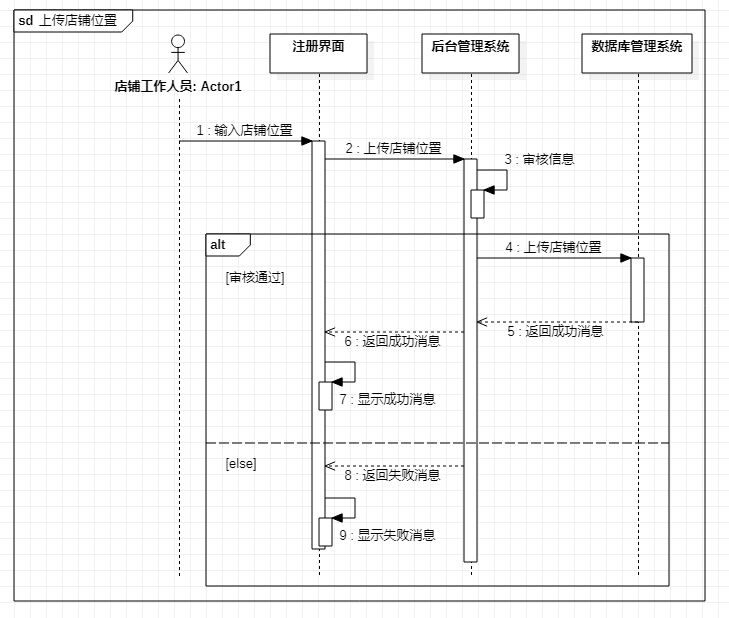 sd 上传店铺位置
店铺工作人员: Actor1
注册界面
后台管理系统
数据库管理系统
1 : 输入店铺位置
2 : 上传店铺位置
3 : 审核信息
alt
4 : 上传店铺位置
[审核通过]
5 : 返回成功消息
6 : 返回成功消息
7 : 显示成功消息
[else]
8 : 返回失败消息
9 : 显示失败消息